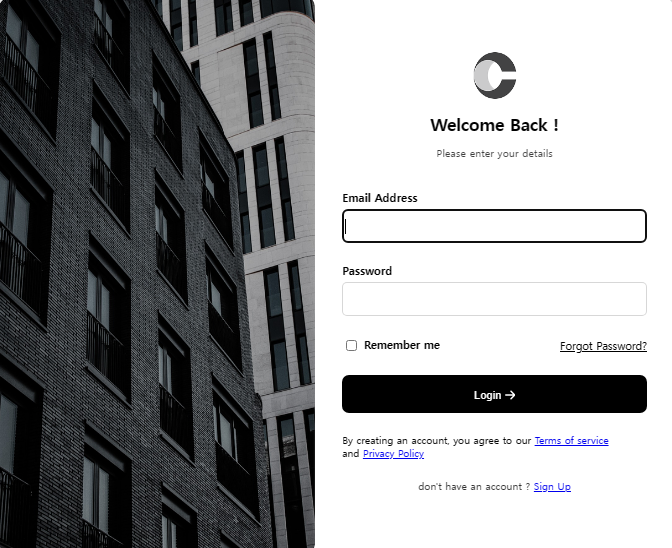 Welcome Back !
Please enter your details
Email Address
Password
Remember me
Forgot Password?
Login →
By creating an account, you agree to our Terms of service
and Privacy Policy
don't have an account ? Sign Up